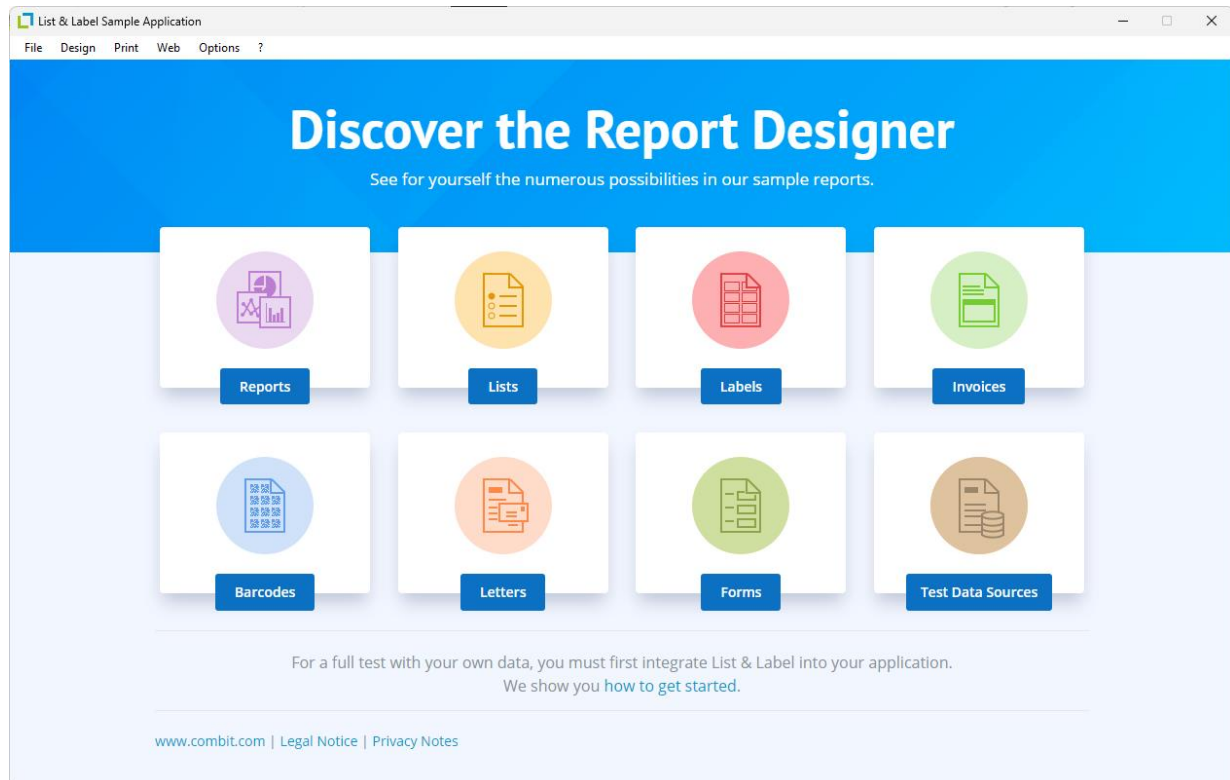 List & Label Sample Application
File Design Print Web Options ?
Discover the Report Designer
See for yourself the numerous possibilities in our sample reports.
Reports Lists Labels Invoices
Barcodes Letters Forms Test Data Sources
For a full test with your own data, you must first integrate List & Label into your application.
We show you how to get started.
www.combit.com | Legal Notice | Privacy Notes